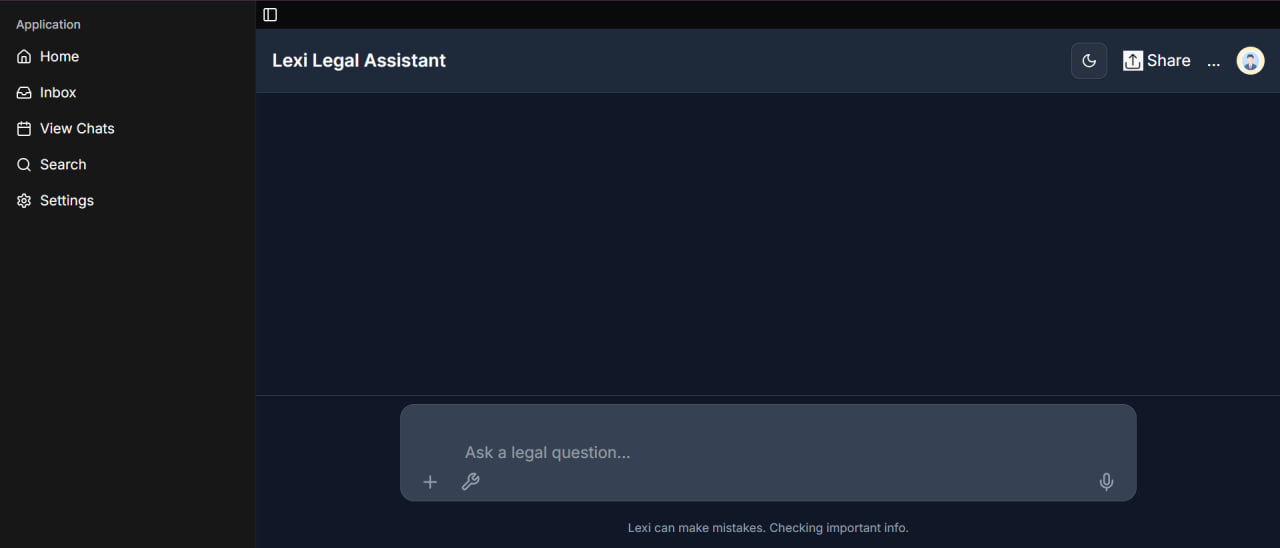 Application
Home
Inbox
View Chats
Search
Settings
Lexi Legal Assistant
Share
...
Ask a legal question...
Lexi can make mistakes. Checking important info.